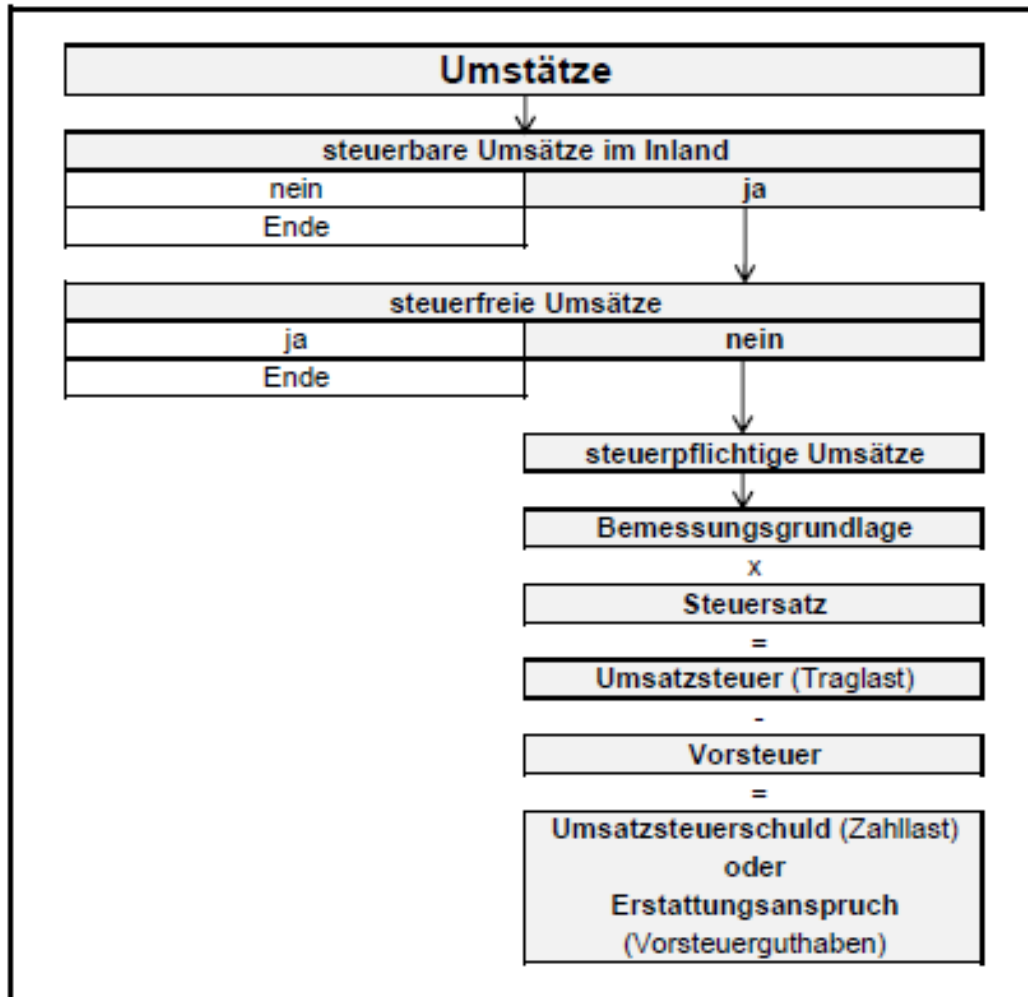 Umstätze
steuerbare Umsätze im Inland
nein ja
Ende
steuerfreie Umsätze
ja nein
Ende
steuerpflichtige Umsätze
Bemessungsgrundlage
x
Steuersatz
=
Umsatzsteuer (Traglast)
-
Vorsteuer
=
Umsatzsteuerschuld (Zahllast)
oder
Erstattungsanspruch
(Vorsteuerguthaben)